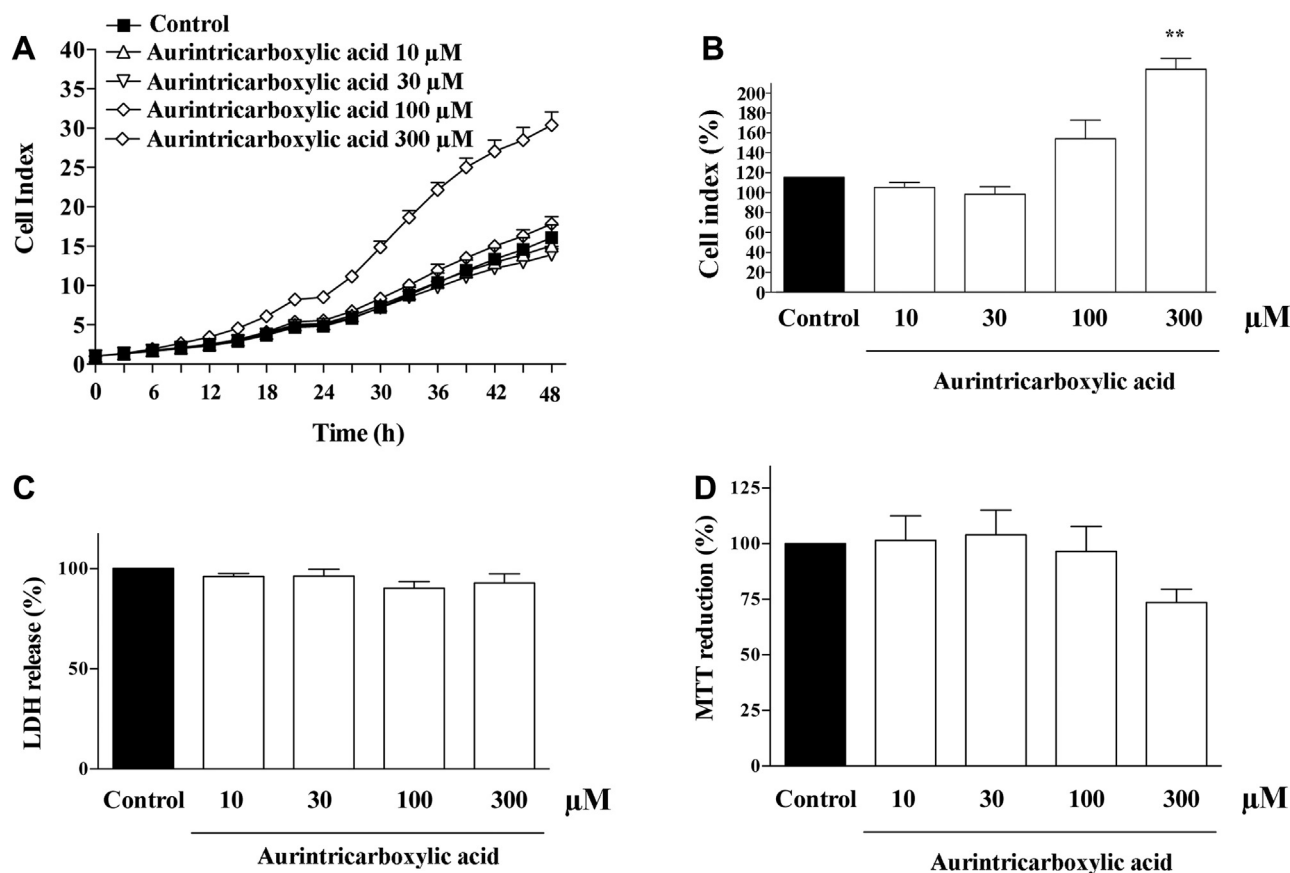 A
Control
Aurintricarboxylic acid 10 µM
Aurintricarboxylic acid 30 µM
Aurintricarboxylic acid 100 µM
Aurintricarboxylic acid 300 µM
40
35
30
25
20
15
10
5
0
Cell Index
0 6 12 18 24 30 36 42 48
Time (h)
B
**
200
180
160
140
120
100
80
60
40
20
0
Cell index (%)
Control 10 30 100 300 µM
Aurintricarboxylic acid
C
100
50
0
LDH release (%)
Control 10 30 100 300 µM
Aurintricarboxylic acid
D
125
100
75
50
25
0
MTT reduction (%)
Control 10 30 100 300 µM
Aurintricarboxylic acid